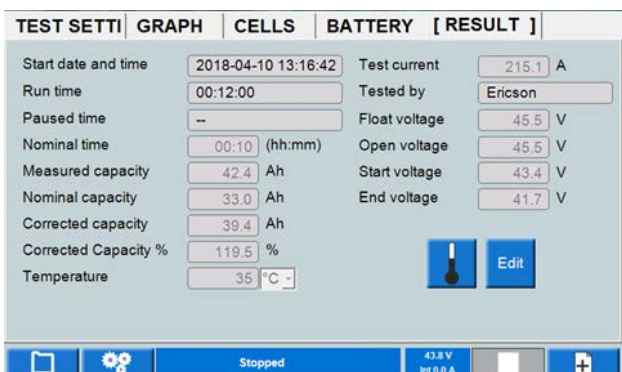 TEST SETTI GRAPH CELLS BATTERY [ RESULT ]
Start date and time 2018-04-10 13:16:42 Test current 215.1 A
Run time 00:12:00 Tested by Ericson
Paused time -- Float voltage 45.5 V
Nominal time 00:10 (hh:mm) Open voltage 45.5 V
Measured capacity 42.4 Ah Start voltage 43.4 V
Nominal capacity 33.0 Ah End voltage 41.7 V
Corrected capacity 39.4 Ah
Corrected Capacity % 119.5 %
Edit
Temperature 35 °C
Stopped 43.8 V
Int 0.0 A